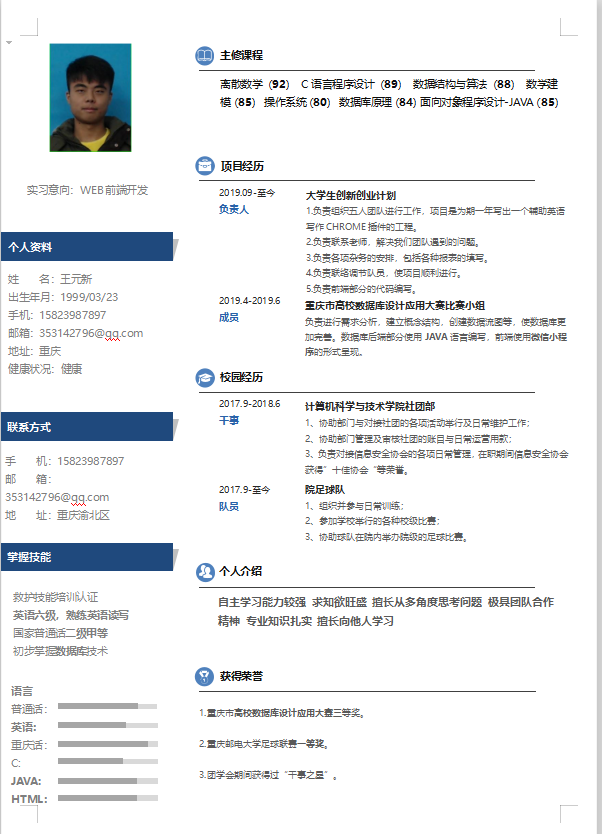 实习意向：WEB前端开发
个人资料
姓 名：王元新
出生年月：1999/03/23
手机：15823987897
邮箱：353142796@qq.com
地址：重庆
健康状况：健康
联系方式
手 机：15823987897
邮 箱：
353142796@qq.com
地 址：重庆渝北区
掌握技能
救护技能培训认证
英语六级，熟练英语读写
国家普通话二级甲等
初步掌握数据库技术
语言
普通话：
英语:
重庆话：
C:
JAVA:
HTML：
主修课程
离散数学（92） C 语言程序设计（89） 数据结构与算法（88） 数学建
模 (85) 操作系统 (80) 数据库原理 (84) 面向对象程序设计-JAVA (85)
项目经历
2019.09 -至今 大学生创新创业计划
负责人 1.负责组织五人团队进行工作，项目是为期一年写出一个辅助英语
写作 CHROME 插件的工程。
2.负责联系老师，解决我们团队遇到的问题。
3.负责各项杂务的安排，包括各种报表的填写。
4.负责联络调节队员，使项目顺利进行。
5.负责前端部分的代码编写。
2019.4-2019.6 重庆市高校数据库设计应用大赛比赛小组
成员 负责进行需求分析，建立概念结构，创建数据流图等，使数据库更
加完善。数据库后端部分使用 JAVA 语言编写，前端使用微信小程
序的形式呈现。
校园经历
2017.9-2018.6 计算机科学与技术学院社团部
干事 1、协助部门与对接社团的各项活动举行及日常维护工作；
2、协助部门管理及审核社团的账目与日常运营用款；
3、负责对接信息安全协会的各项日常管理，在职期间信息安全协会
获得”十佳协会“等荣誉。
2017.9-至今 院足球队
队员 1、组织并参与日常训练；
2、参加学校举行的各种校级比赛；
3、协助球队在院内举办院级的足球比赛。
个人介绍
自主学习能力较强 求知欲旺盛 擅长从多角度思考问题 极具团队合作
精神 专业知识扎实 擅长向他人学习
获得荣誉
1.重庆市高校数据库设计应用大赛三等奖。
2.重庆邮电大学足球联赛一等奖。
3.团学会期间获得过“干事之星”。